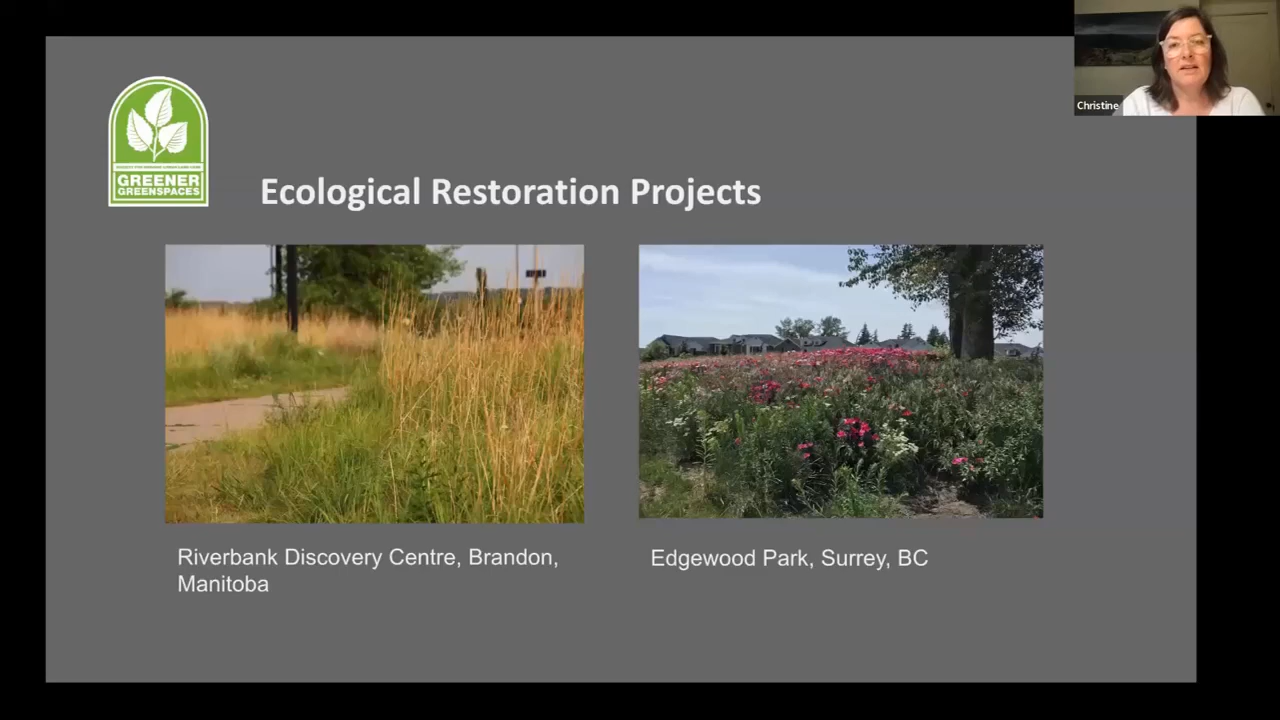 GREENER
GREENSPACES
Ecological Restoration Projects
Christine
Riverbank Discovery Centre, Brandon,
Manitoba
Edgewood Park, Surrey, BC